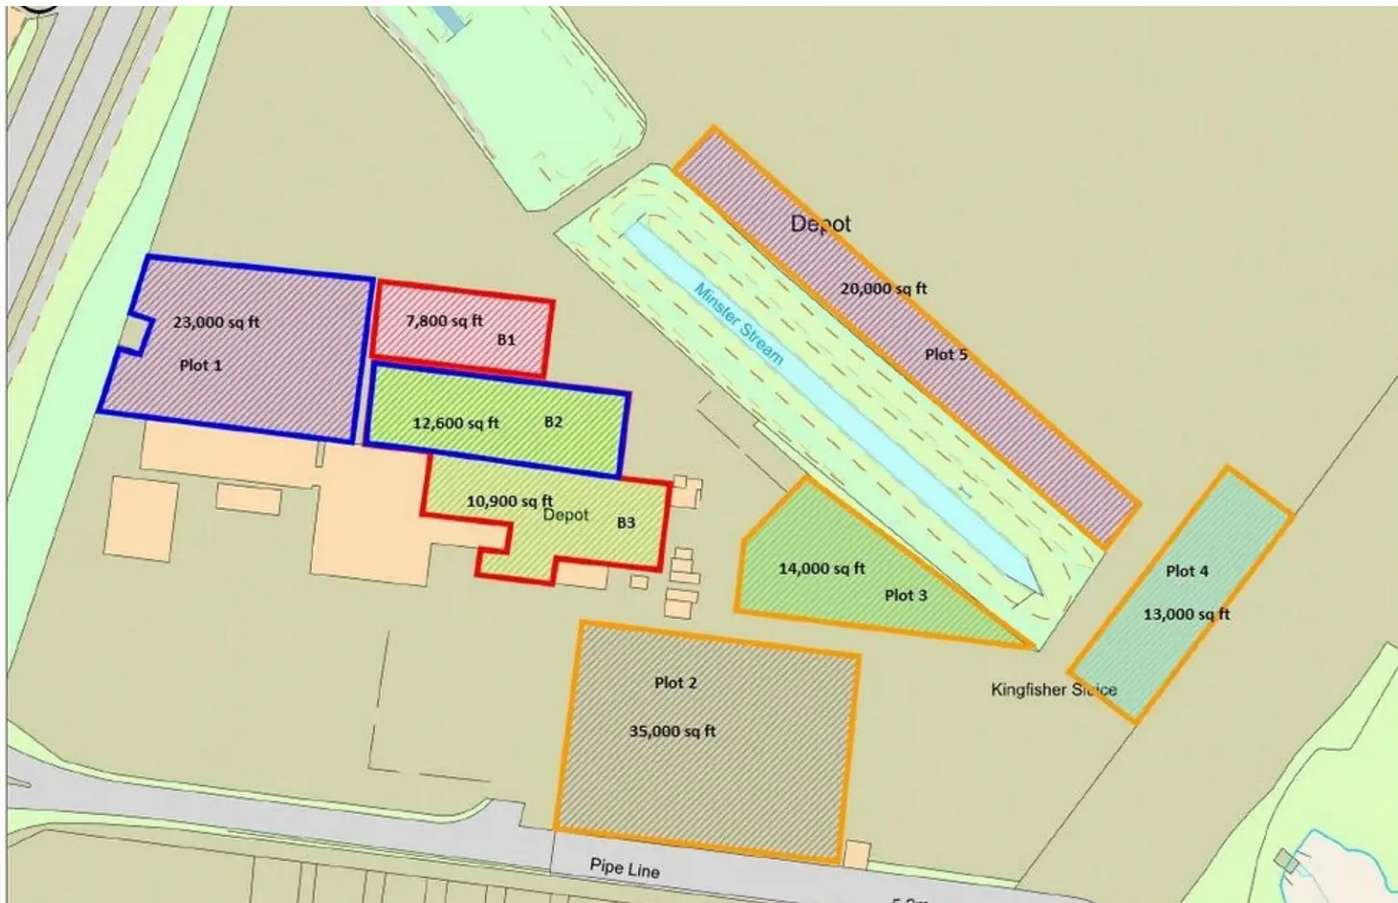 Depot
20,000 sq ft
Minster Stream
Plot 5
23,000 sq ft
Plot 1
7,800 sq ft
B1
12,600 sq ft
B2
10,900 sq ft
Depot
B3
14,000 sq ft
Plot 3
Plot 4
13,000 sq ft
Plot 2
35,000 sq ft
Kingfisher Sluice
Pipe Line